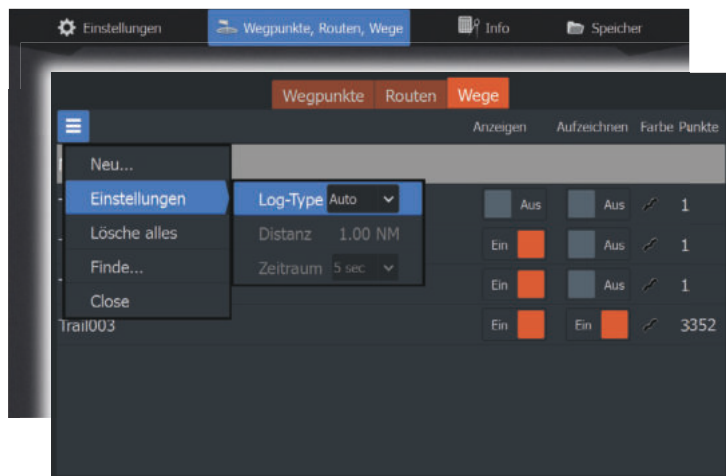 Einstellungen Wegpunkte, Routen, Wege Info Speicher
Wegpunkte Routen Wege
Anzeigen Aufzeichnen Farbe Punkte
Neu...
Einstellungen Log-Type Auto Aus Aus 1
Lösche alles Distanz 1.00 NM Ein Aus 1
Finde... Zeitraum 5 sec Ein Aus 1
Close
Trail003 Ein Ein 3352